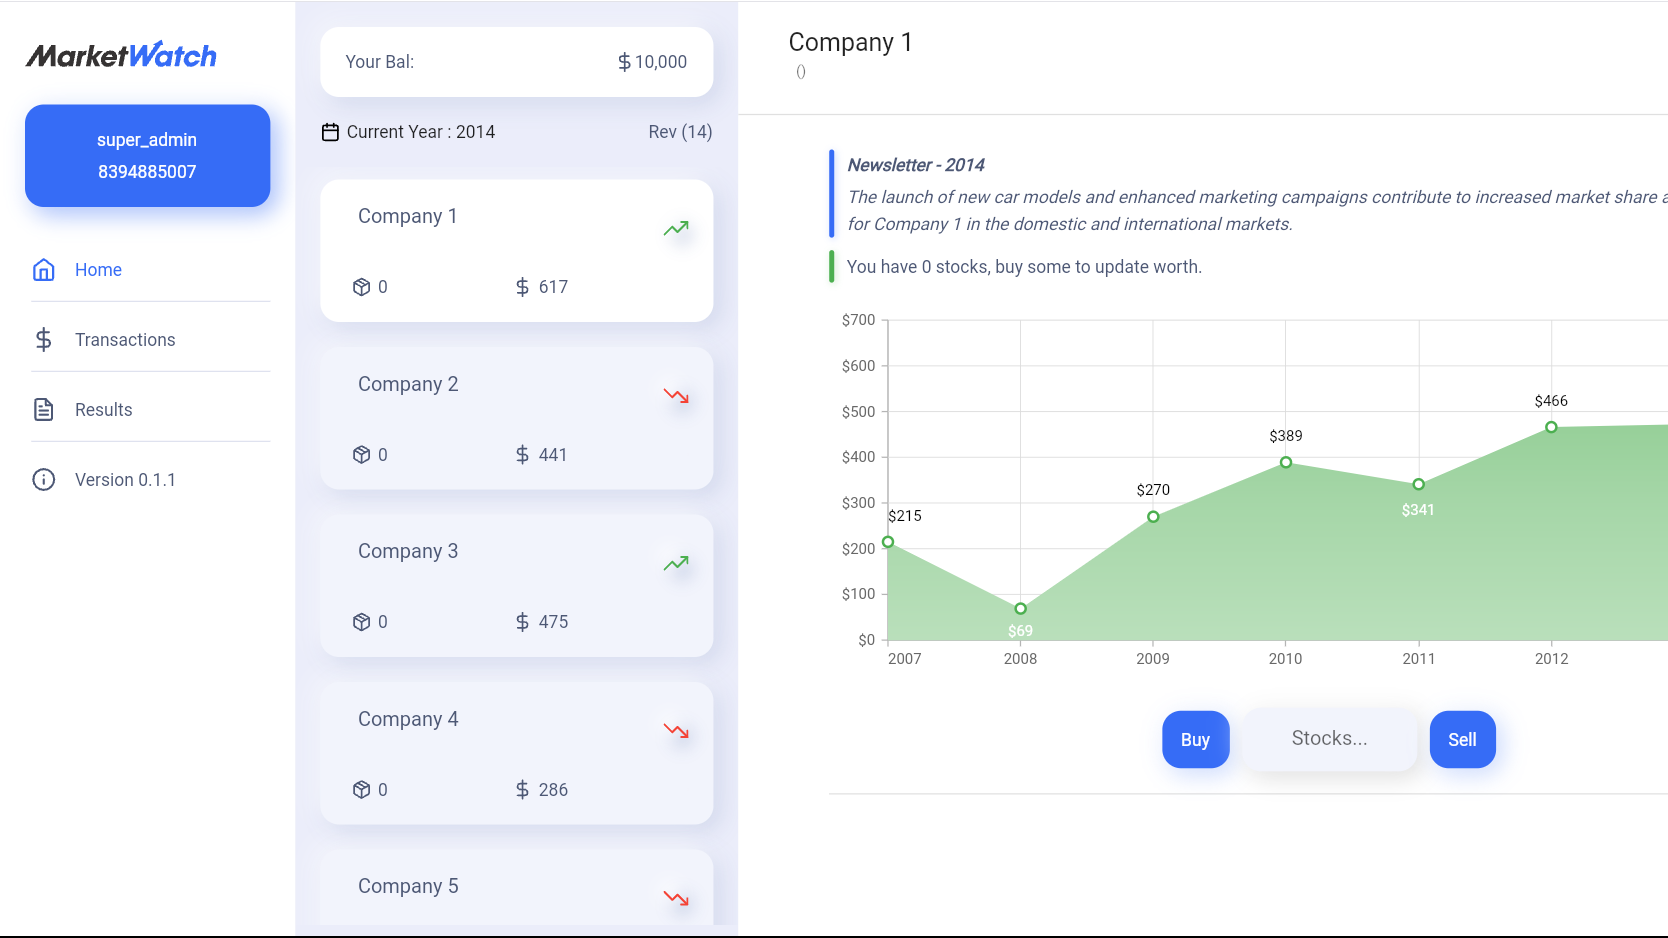 MarketWatch
super_admin
8394885007
Home
Transactions
Results
Version 0.1.1
Your Bal:
$ 10,000
Current Year : 2014
Rev (14)
Company 1
0
$ 617
Company 2
0
$ 441
Company 3
0
$ 475
Company 4
0
$ 286
Company 5
Company 1
()
Newsletter - 2014
The launch of new car models and enhanced marketing campaigns contribute to increased market share
for Company 1 in the domestic and international markets.
You have 0 stocks, buy some to update worth.
$700
$600
$500
$400
$300
$200
$100
$0
$215
$69
$270
$389
$341
$466
2007
2008
2009
2010
2011
2012
Buy
Stocks...
Sell